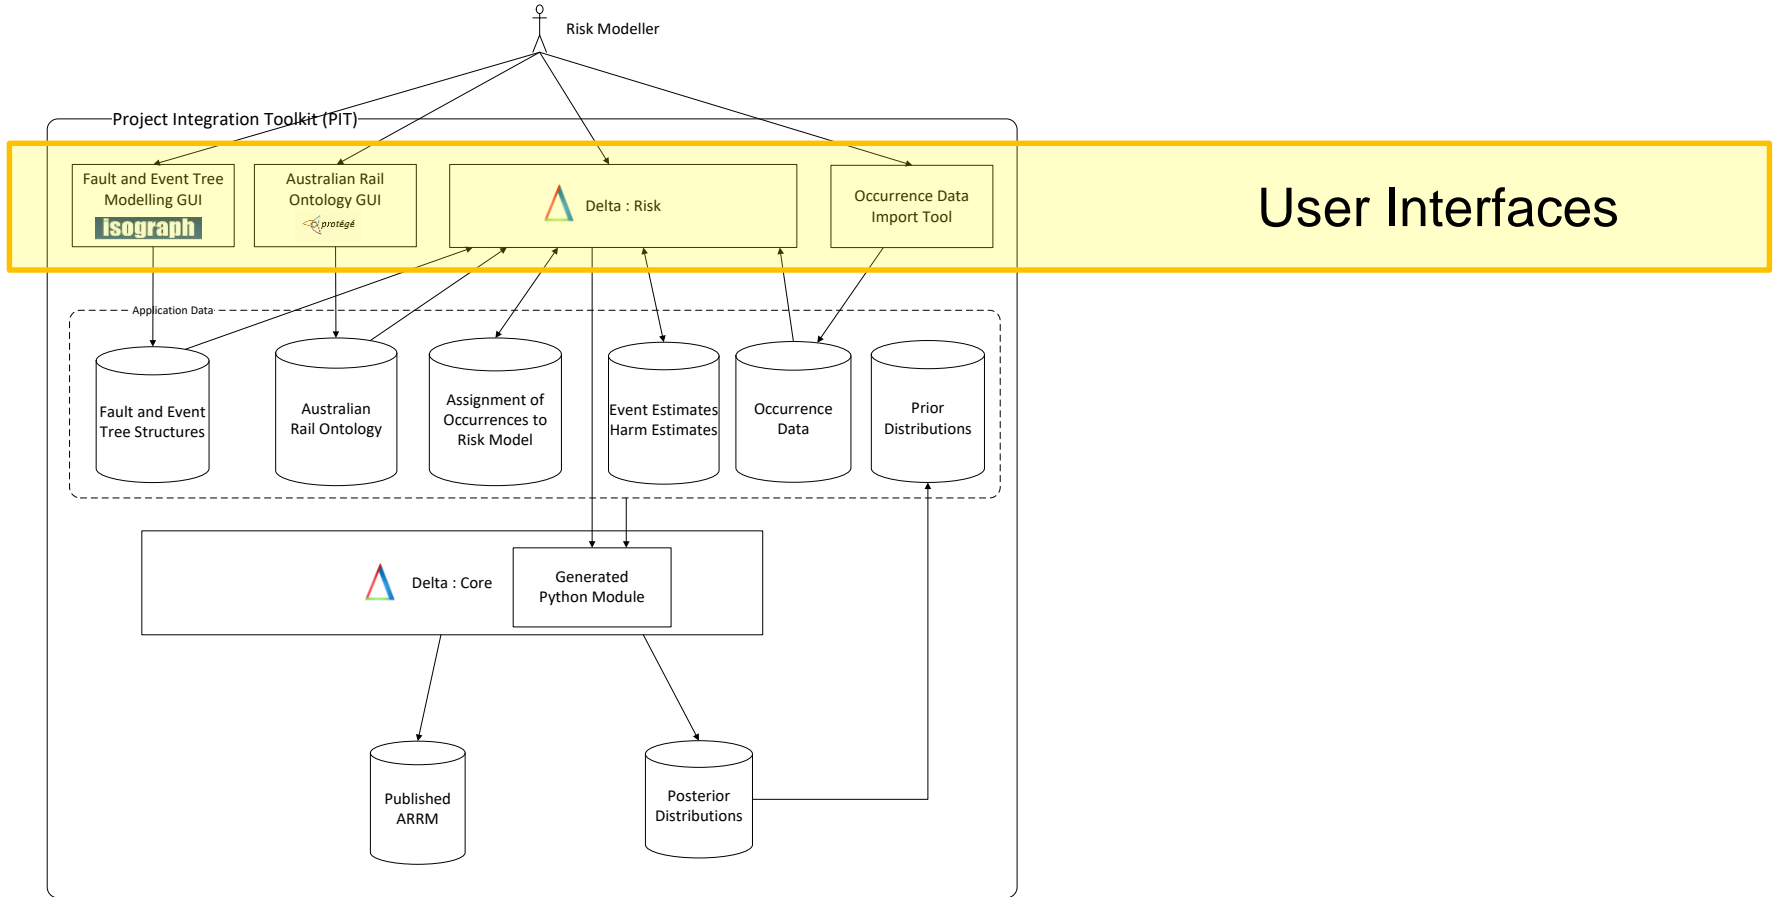 Risk Modeller
Project Integration Toolkit (PIT)
Fault and Event Tree
Modelling GUI
isograph
Australian Rail
Ontology GUI
protégé
Delta : Risk
Occurrence Data
Import Tool
User Interfaces
Application Data
Fault and Event
Tree Structures
Australian
Rail Ontology
Assignment of
Occurrences to
Risk Model
Event Estimates
Harm Estimates
Occurrence
Data
Prior
Distributions
Delta : Core
Generated
Python Module
Published
ARRM
Posterior
Distributions